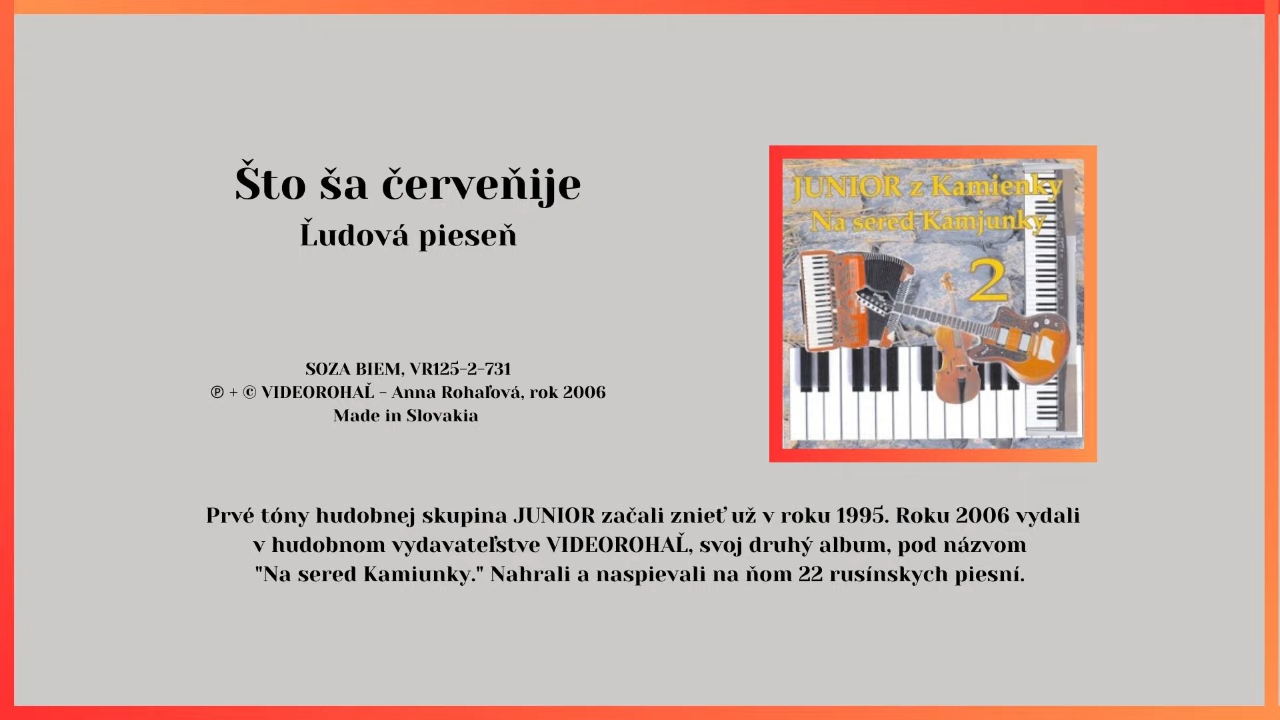 Što ša červeňije
Ľudová pieseň
JUNIOR z Kamienky
Na sered Kamjunky
2
SOZA BIEM, VR125-2-731
℗ + © VIDEOROHAĽ - Anna Rohaľová, rok 2006
Made in Slovakia
Prvé tóny hudobnej skupina JUNIOR začali znieť už v roku 1995. Roku 2006 vydali
v hudobnom vydavateľstve VIDEOROHAĽ, svoj druhý album, pod názvom
"Na sered Kamiunky." Nahrali a naspievali na ňom 22 rusínskych piesní.